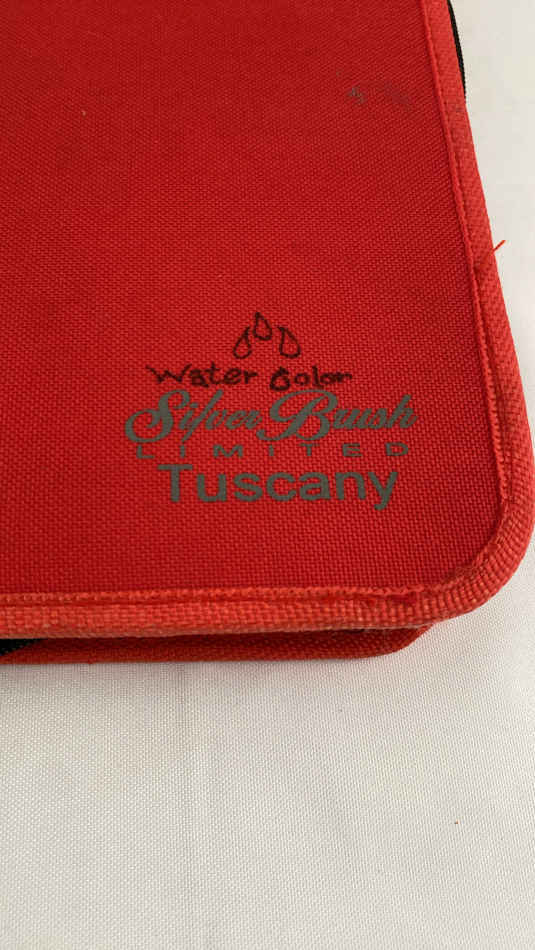 Water Color
Silver Brush
LIMITED
Tuscany